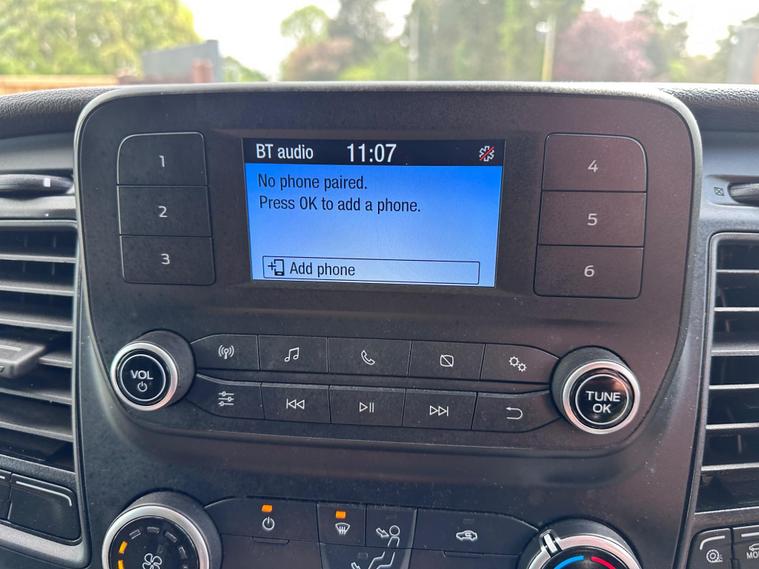 BT audio 11:07
No phone paired.
Press OK to add a phone.
Add phone
1
2
3
4
5
6
VOL
TUNE
OK